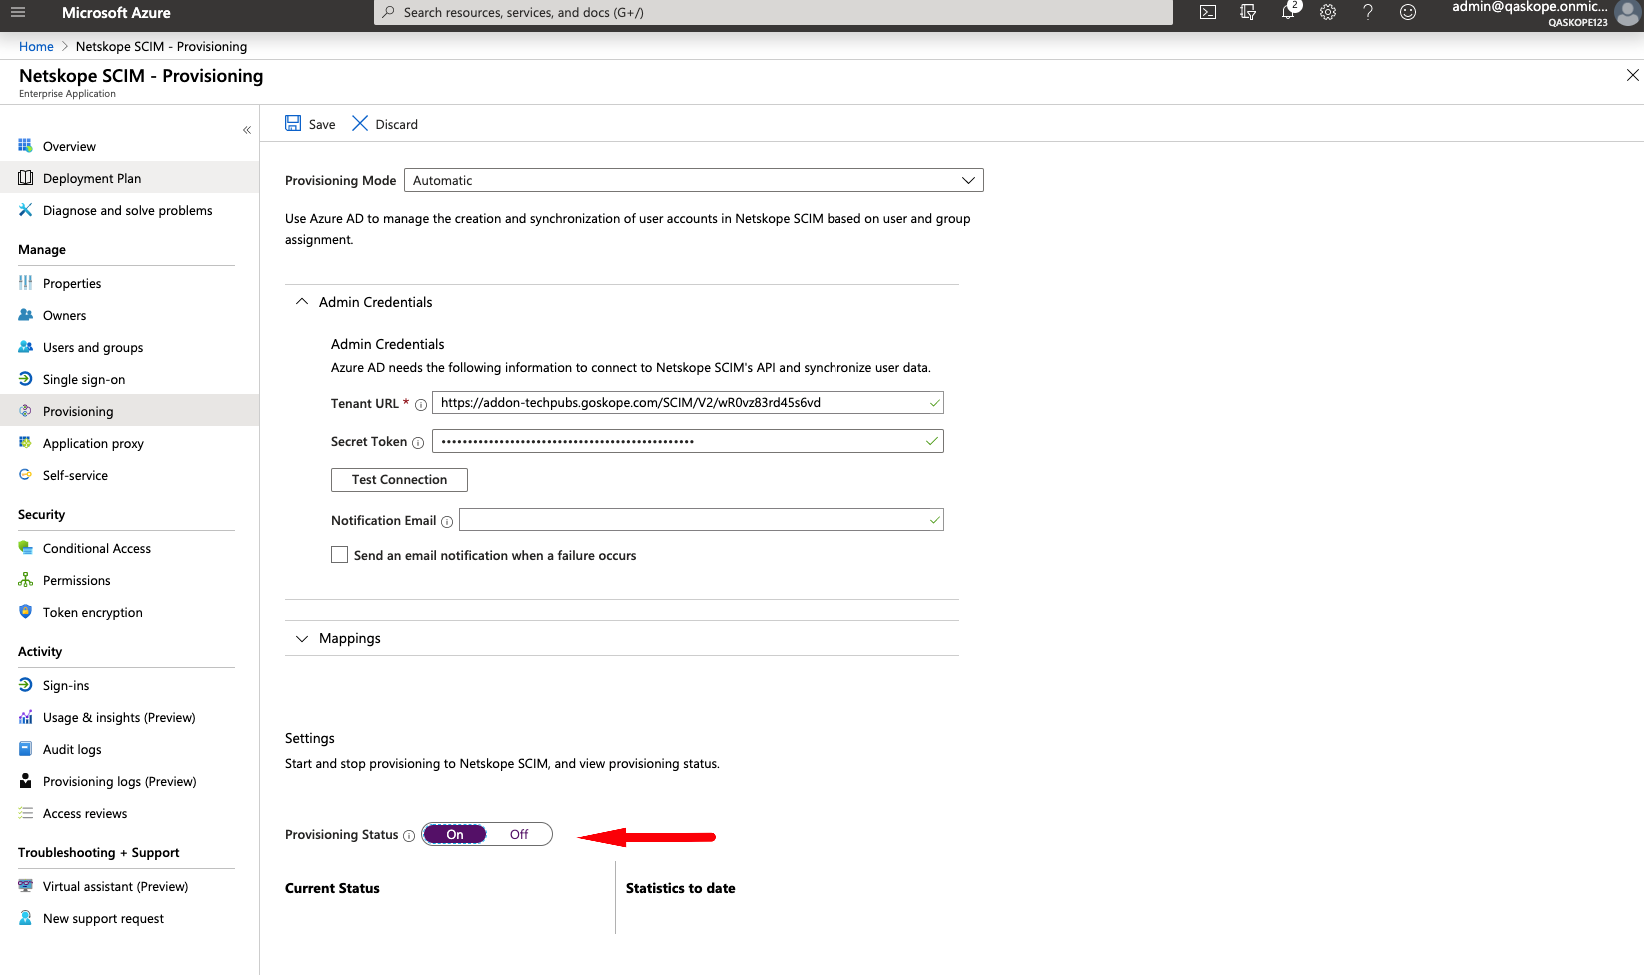 Microsoft Azure
Search resources, services, and docs (G+/)
2
admin@qaskope.onmic...
QASKOPE123
Home > Netskope SCIM - Provisioning
Netskope SCIM - Provisioning
Enterprise Application
«
Overview
Deployment Plan
Diagnose and solve problems
Manage
Properties
Owners
Users and groups
Single sign-on
Provisioning
Application proxy
Self-service
Security
Conditional Access
Permissions
Token encryption
Activity
Sign-ins
Usage & insights (Preview)
Audit logs
Provisioning logs (Preview)
Access reviews
Troubleshooting + Support
Virtual assistant (Preview)
New support request
Save Discard
Provisioning Mode Automatic
Use Azure AD to manage the creation and synchronization of user accounts in Netskope SCIM based on user and group
assignment.
Admin Credentials
Admin Credentials
Azure AD needs the following information to connect to Netskope SCIM's API and synchronize user data.
Tenant URL * https://addon-techpubs.goskope.com/SCIM/V2/wR0vz83rd45s6vd
Secret Token ••••••••••••••••••••••••••••••••••••••••••••••••
Test Connection
Notification Email
Send an email notification when a failure occurs
Mappings
Settings
Start and stop provisioning to Netskope SCIM, and view provisioning status.
Provisioning Status On Off
Current Status Statistics to date